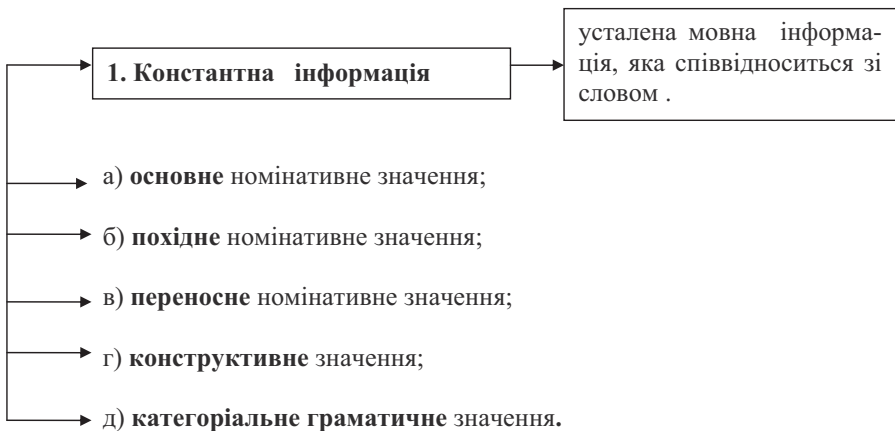 1. Константна інформація
усталена мовна інформа-
ція, яка співвідноситься зі
словом .
а) основне номінативне значення;
б) похідне номінативне значення;
в) переносне номінативне значення;
г) конструктивне значення;
д) категоріальне граматичне значення.